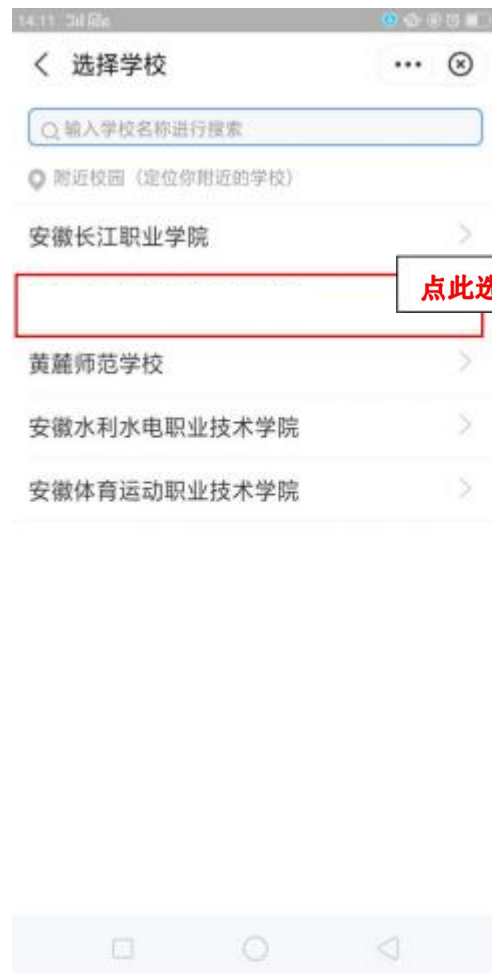 14:11
选择学校
输入学校名称进行搜索
附近校园（定位你附近的学校）
安徽长江职业学院
点此选
黄麓师范学校
安徽水利水电职业技术学院
安徽体育运动职业技术学院